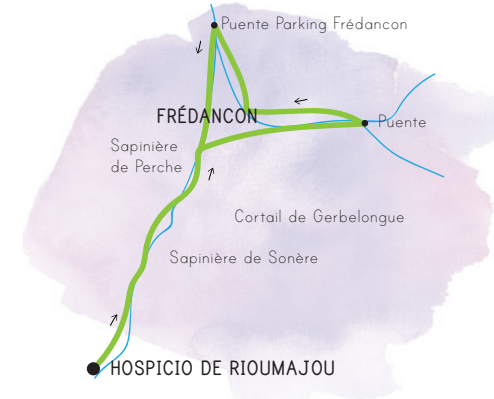 Puente Parking Frédancon
FRÉDANCON
Puente
Sapinière
de Perche
Cortail de Gerbelongue
Sapinière de Sonère
HOSPICIO DE RIOUMAJOU